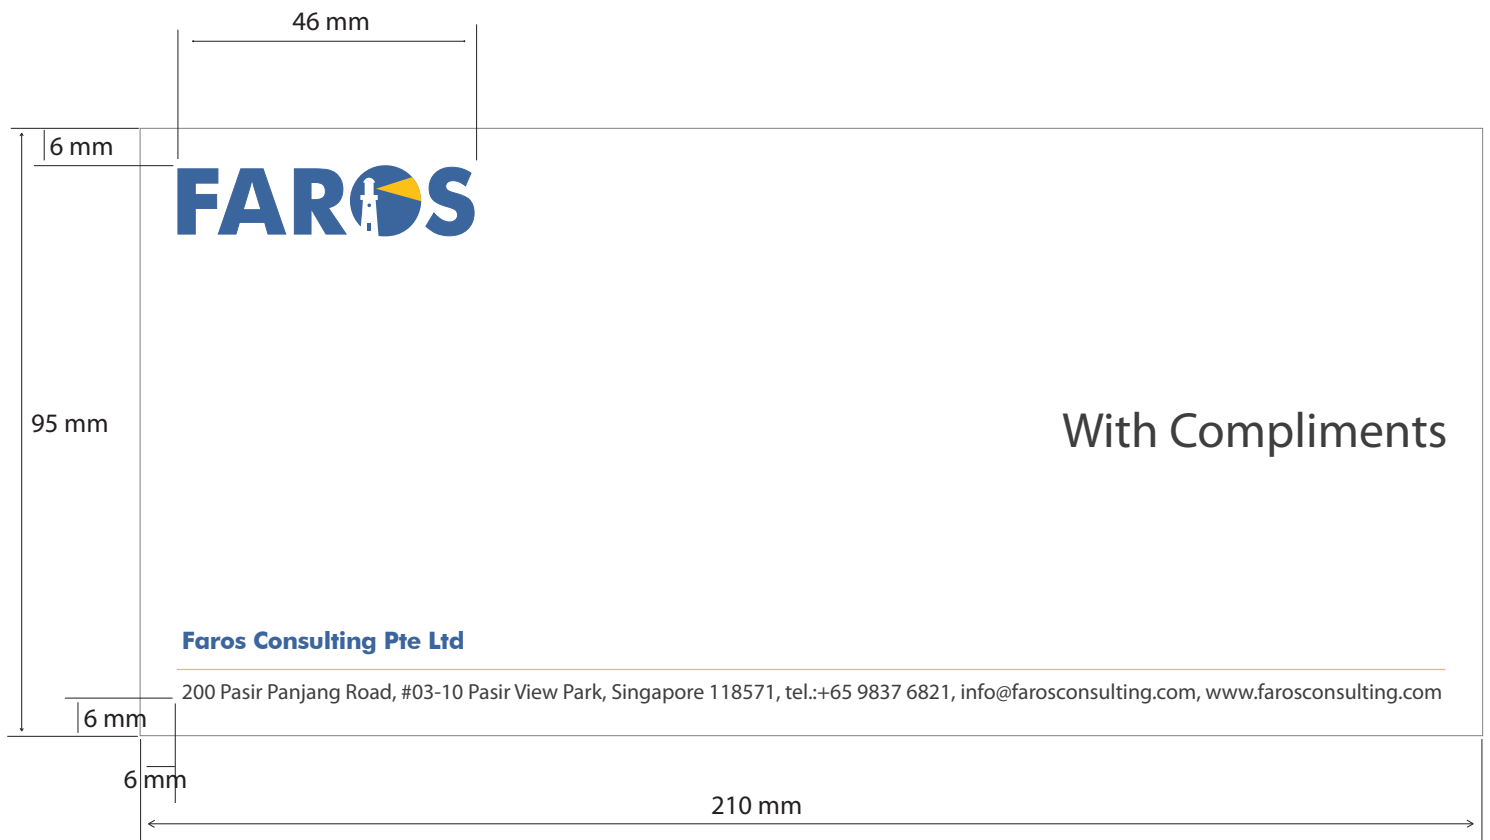 46 mm
6 mm
FAROS
95 mm
With Compliments
Faros Consulting Pte Ltd
200 Pasir Panjang Road, #03-10 Pasir View Park, Singapore 118571, tel.:+65 9837 6821, info@farosconsulting.com, www.farosconsulting.com
6 mm
6 mm
210 mm